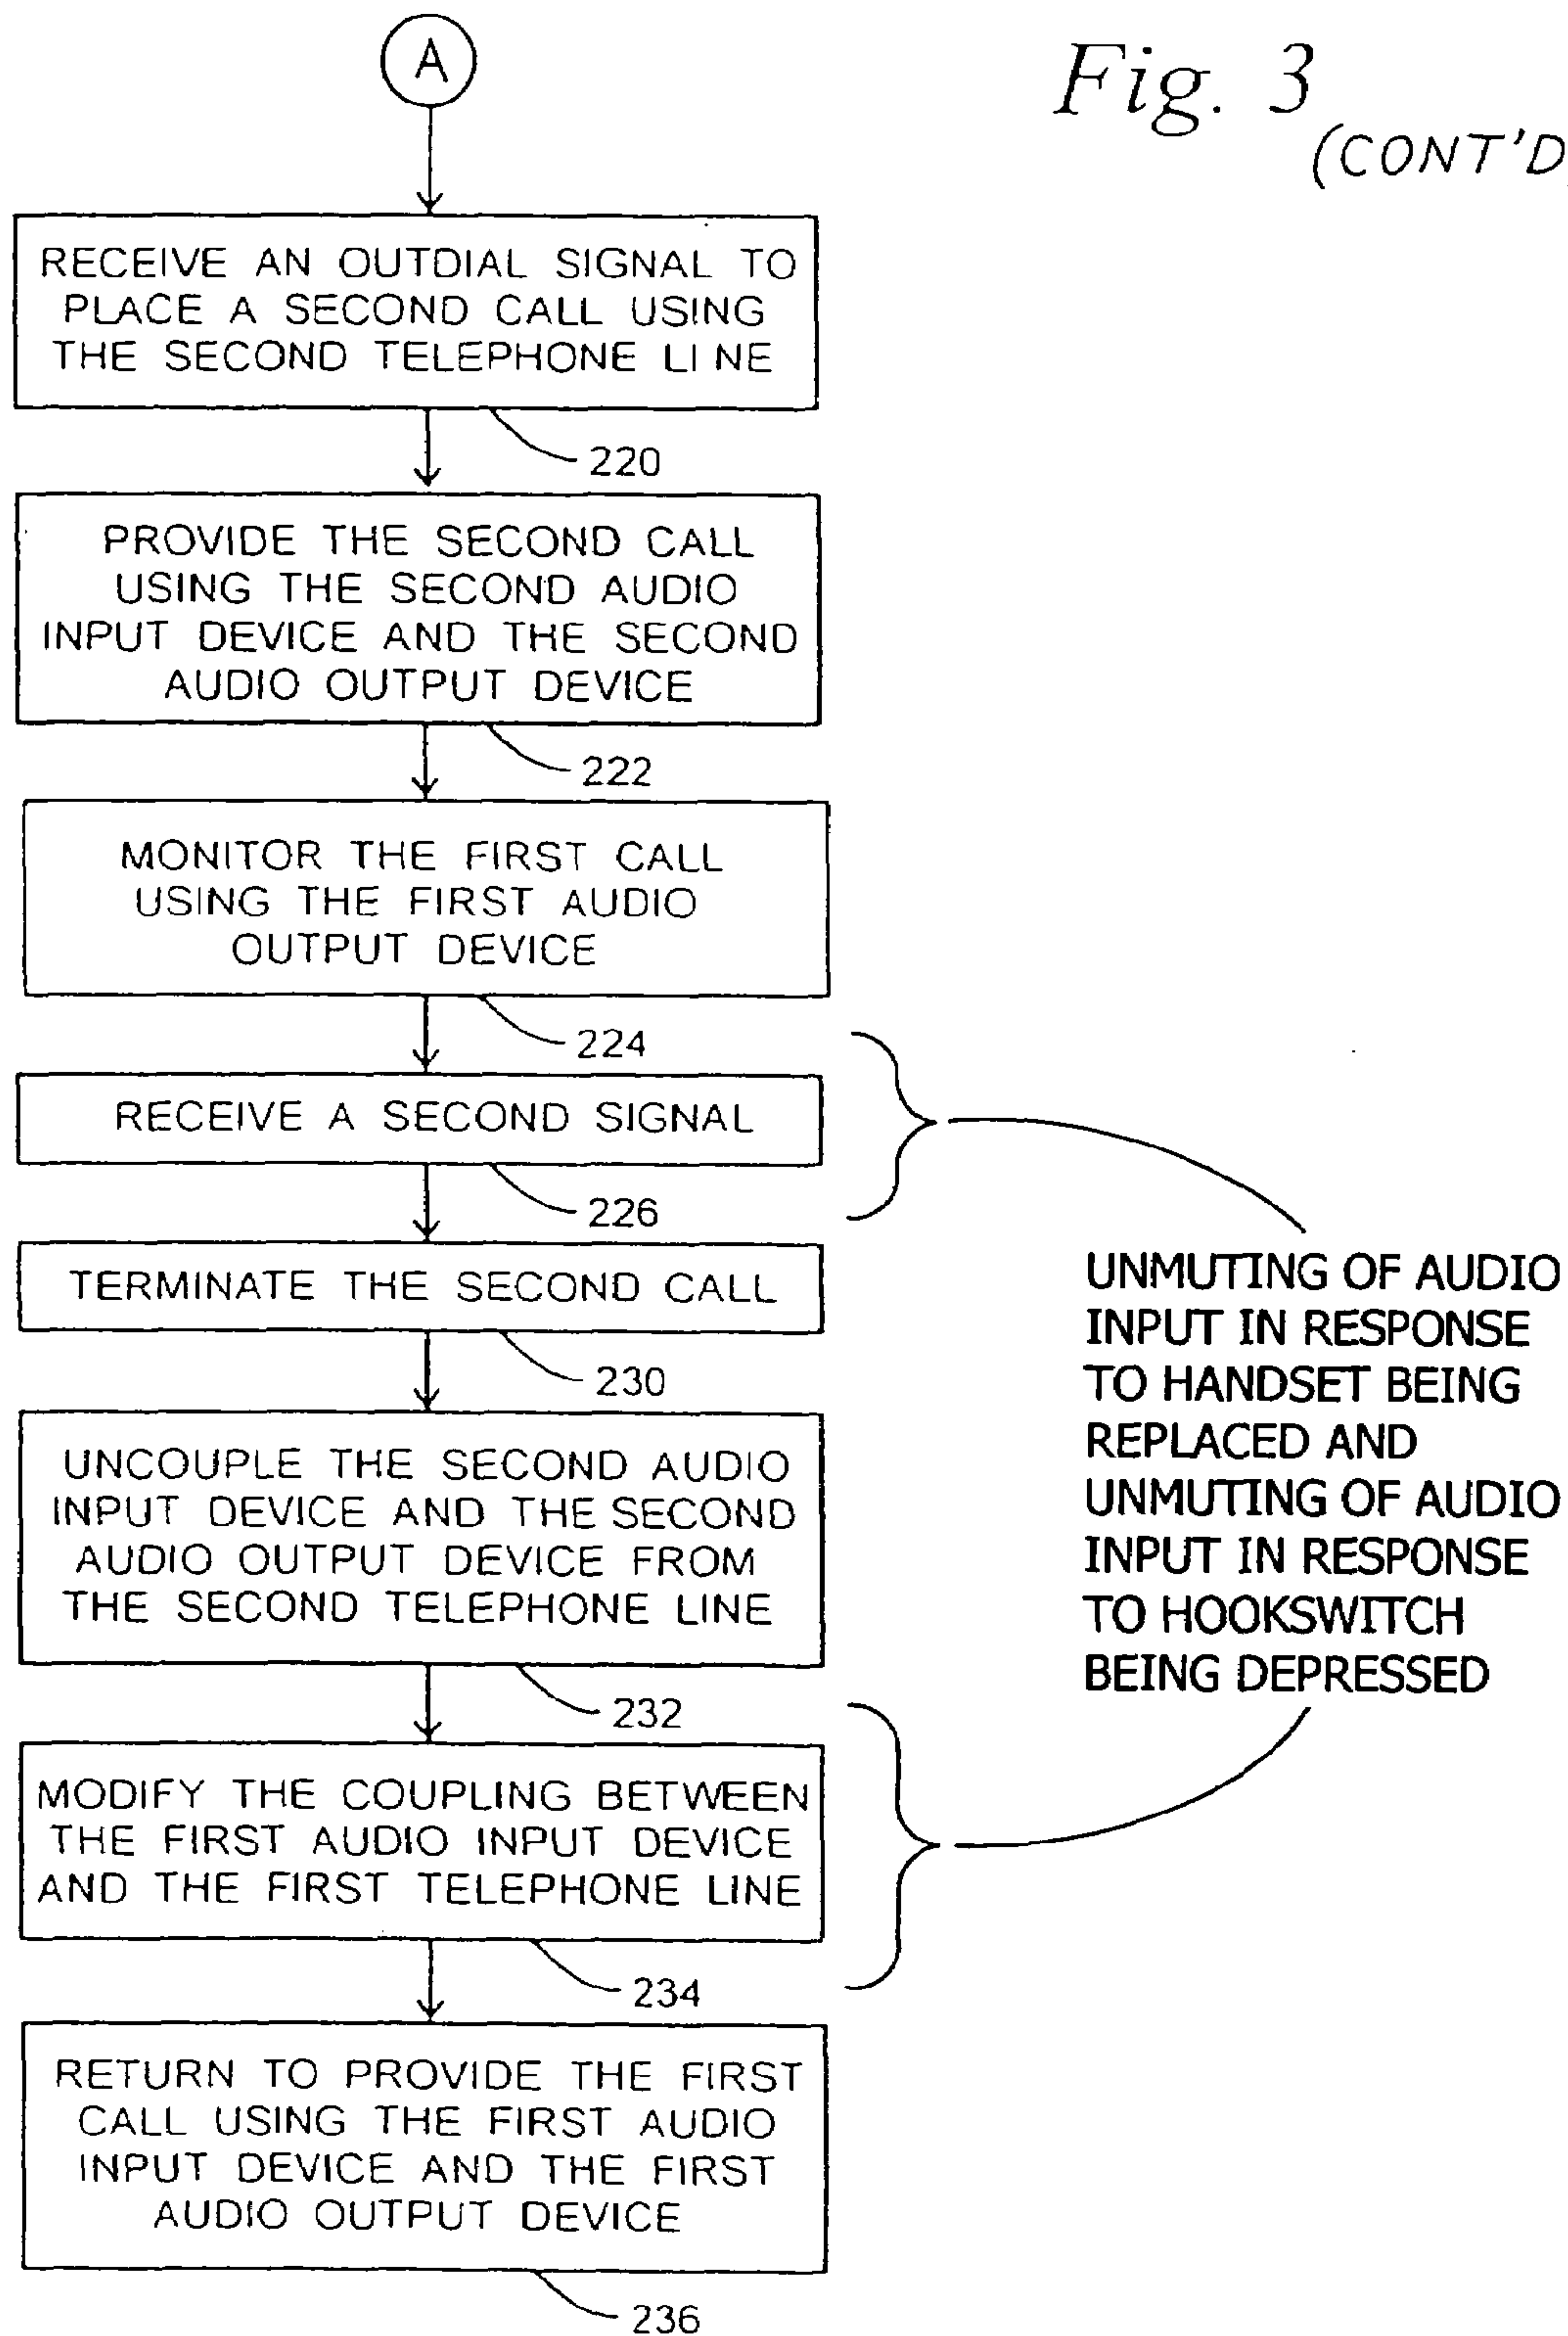 A
Fig. 3
(CONT'D)
RECEIVE AN OUTDIAL SIGNAL TO
PLACE A SECOND CALL USING
THE SECOND TELEPHONE LINE
220
PROVIDE THE SECOND CALL
USING THE SECOND AUDIO
INPUT DEVICE AND THE SECOND
AUDIO OUTPUT DEVICE
222
MONITOR THE FIRST CALL
USING THE FIRST AUDIO
OUTPUT DEVICE
224
RECEIVE A SECOND SIGNAL
226
TERMINATE THE SECOND CALL
230
UNCOUPLE THE SECOND AUDIO
INPUT DEVICE AND THE SECOND
AUDIO OUTPUT DEVICE FROM
THE SECOND TELEPHONE LINE
232
UNMUTING OF AUDIO
INPUT IN RESPONSE
TO HANDSET BEING
REPLACED AND
UNMUTING OF AUDIO
INPUT IN RESPONSE
TO HOOKSWITCH
BEING DEPRESSED
MODIFY THE COUPLING BETWEEN
THE FIRST AUDIO INPUT DEVICE
AND THE FIRST TELEPHONE LINE
234
RETURN TO PROVIDE THE FIRST
CALL USING THE FIRST AUDIO
INPUT DEVICE AND THE FIRST
AUDIO OUTPUT DEVICE
236